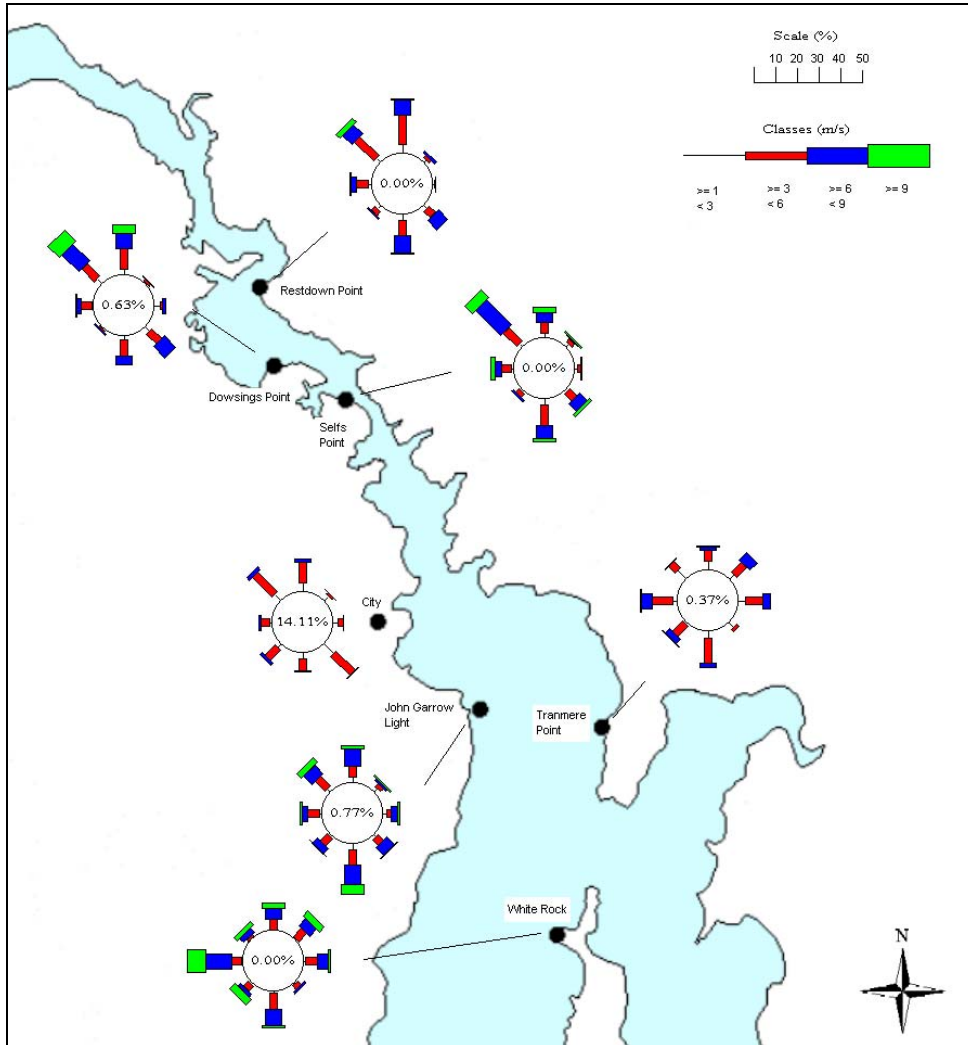 Scale (%)
10 20 30 40 50
Classes (m/s)
>= 1 >= 3 >= 6 >= 9
< 3 < 6 < 9
0.00%
0.63%
Restdown Point
0.00%
Dowsings Point
Selfs
Point
0.37%
City
14.11%
John Garrow
Light
Tranmere
Point
0.77%
White Rock
0.00%
N